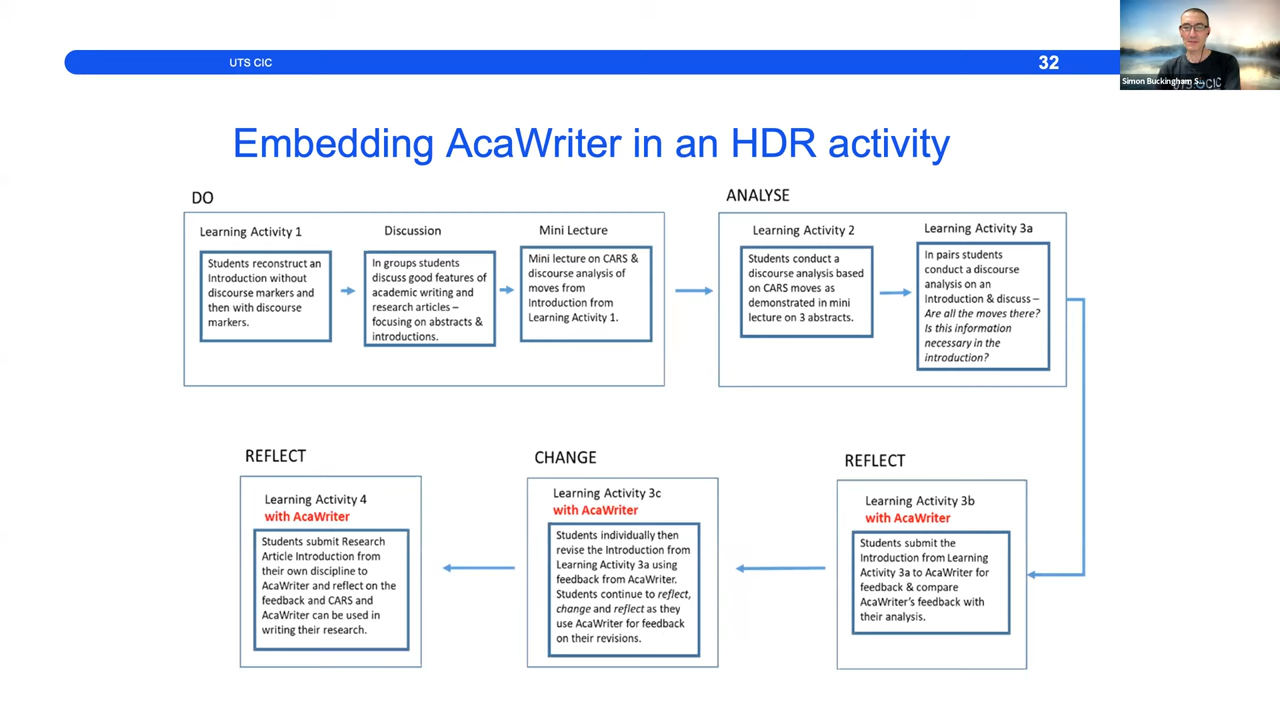 UTS CIC
32
Simon Buckingham S...
UTS:CIC
Embedding AcaWriter in an HDR activity
DO
Learning Activity 1
Students reconstruct an
Introduction without
discourse markers and
then with discourse
markers.
Discussion
In groups students
discuss good features of
academic writing and
research articles –
focusing on abstracts &
introductions.
Mini Lecture
Mini lecture on CARS &
discourse analysis of
moves from
Introduction from
Learning Activity 1.
ANALYSE
Learning Activity 2
Students conduct a
discourse analysis based
on CARS moves as
demonstrated in mini
lecture on 3 abstracts.
Learning Activity 3a
In pairs students
conduct a discourse
analysis on an
Introduction & discuss –
Are all the moves there?
Is this information
necessary in the
introduction?
REFLECT
Learning Activity 4
with AcaWriter
Students submit Research
Article Introduction from
their own discipline to
AcaWriter and reflect on the
feedback and CARS and
AcaWriter can be used in
writing their research.
CHANGE
Learning Activity 3c
with AcaWriter
Students individually then
revise the Introduction from
Learning Activity 3a using
feedback from AcaWriter.
Students continue to reflect,
change and reflect as they
use AcaWriter for feedback
on their revisions.
REFLECT
Learning Activity 3b
with AcaWriter
Students submit the
Introduction from Learning
Activity 3a to AcaWriter for
feedback & compare
AcaWriter's feedback with
their analysis.